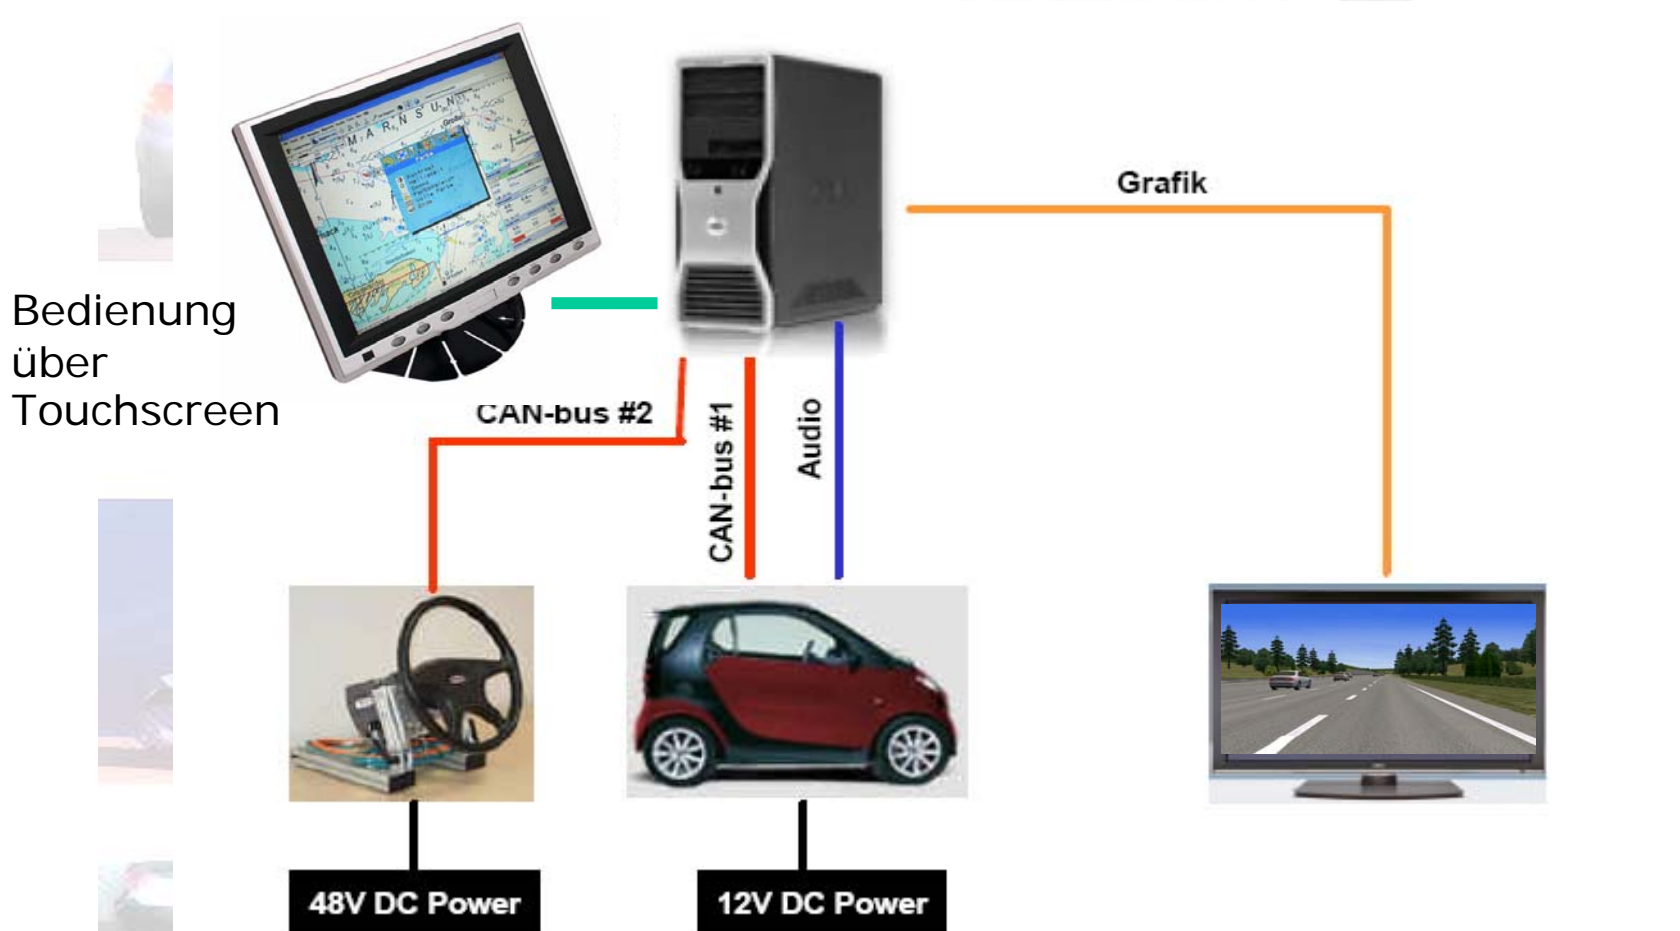 Grafik
Bedienung
über
Touchscreen
CAN-bus #2
CAN-bus #1
Audio
48V DC Power
12V DC Power